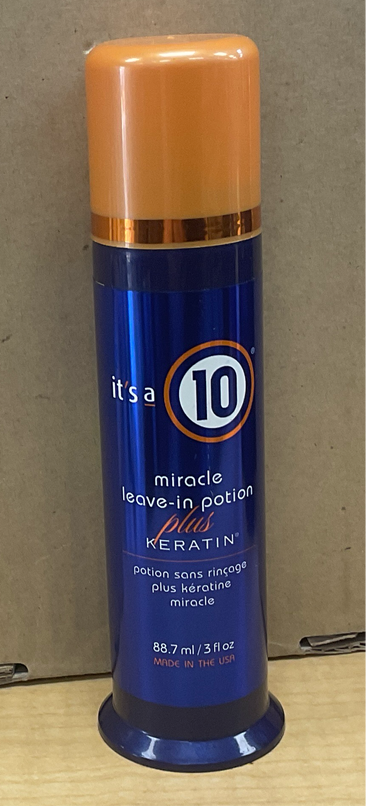 it's a 10®
miracle
leave-in potion
plus
KERATIN®
potion sans rinçage
plus kératine
miracle
88.7 ml / 3 fl oz
MADE IN THE USA